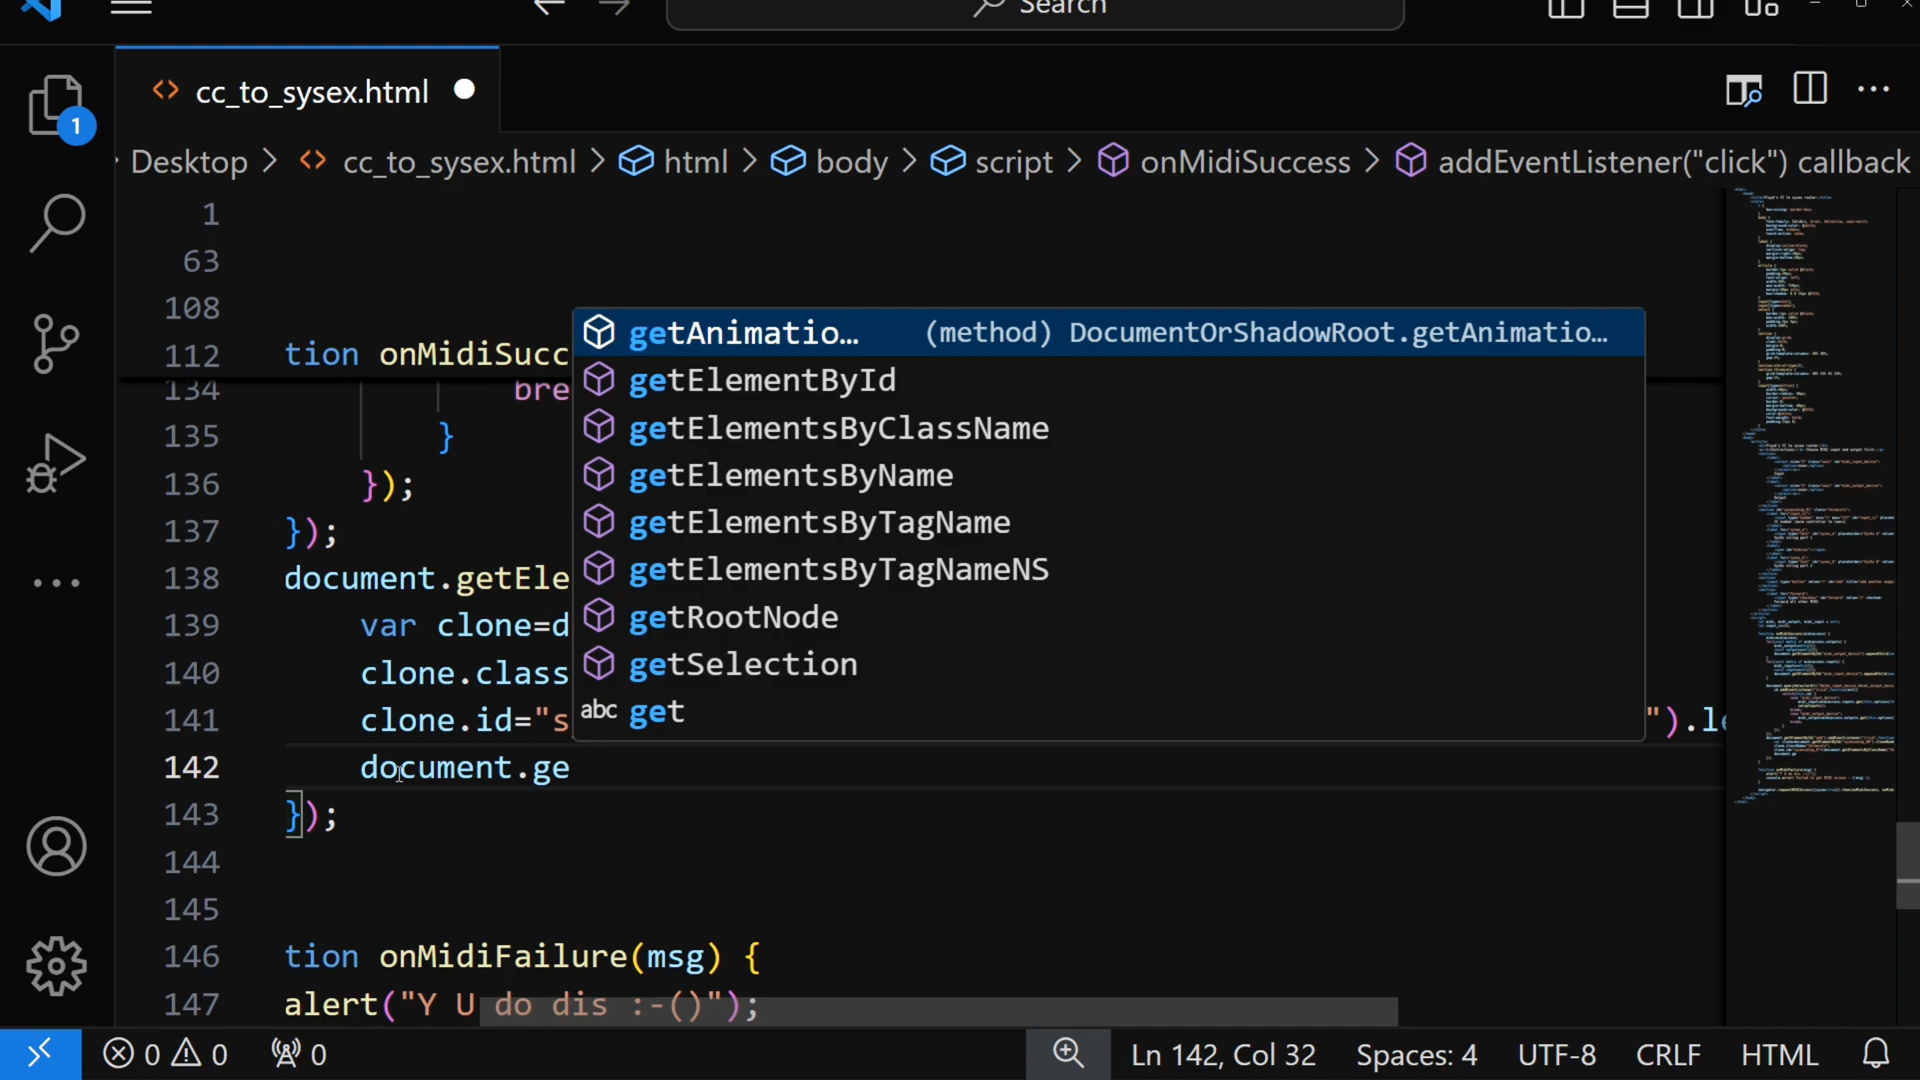 Search
cc_to_sysex.html
1
Desktop > cc_to_sysex.html > html > body > script > onMidiSuccess > addEventListener("click") callback
1
63
108
112 tion onMidiSucc
134 bre
135 }
136 });
137 });
138 document.getEle
139 var clone=d
140 clone.class
141 clone.id="s ").le
142 document.ge
143 });
144
145
146 tion onMidiFailure(msg) {
147 alert("Y U do dis :-()");
getAnimatio... (method) DocumentOrShadowRoot.getAnimatio...
getElementById
getElementsByClassName
getElementsByName
getElementsByTagName
getElementsByTagNameNS
getRootNode
getSelection
abc get
0 0 0 Ln 142, Col 32 Spaces: 4 UTF-8 CRLF HTML